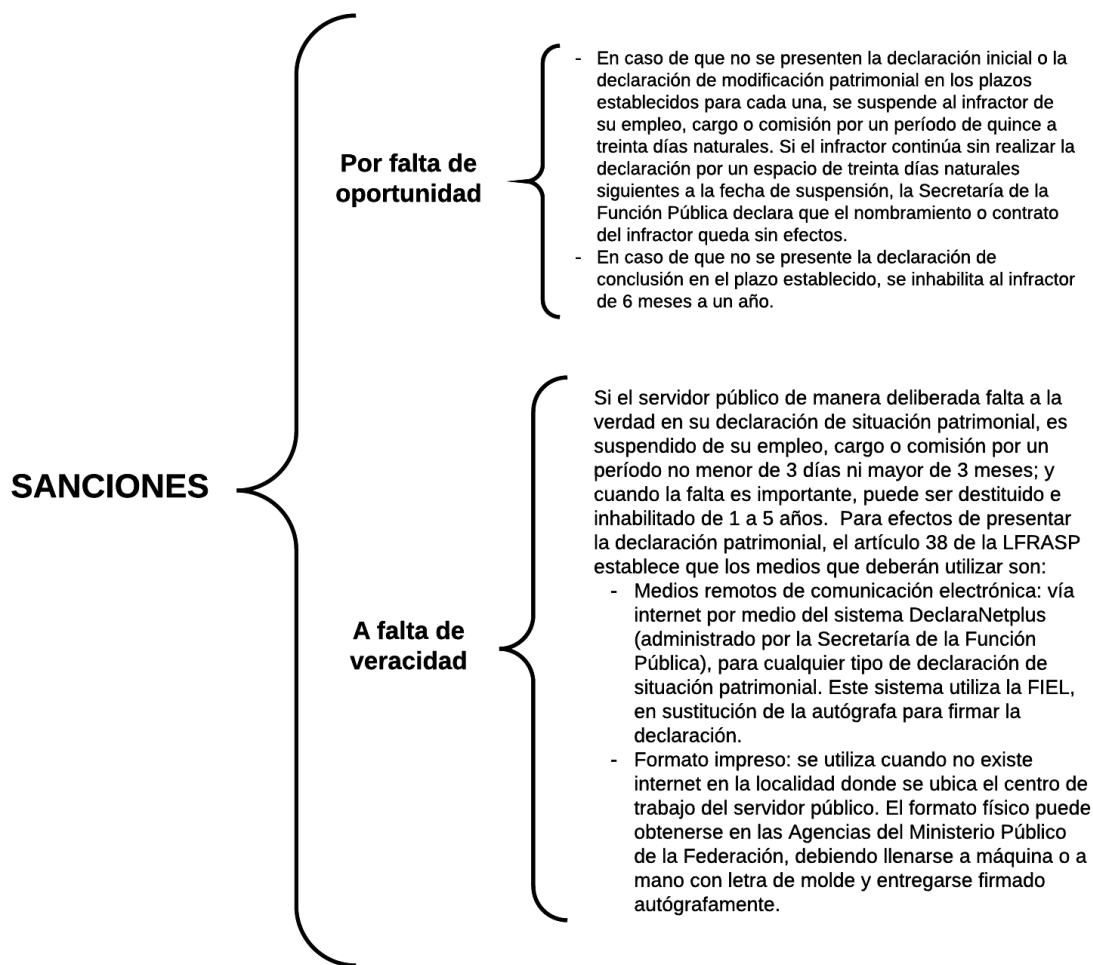 SANCIONES
Por falta de
oportunidad
- En caso de que no se presenten la declaración inicial o la
declaración de modificación patrimonial en los plazos
establecidos para cada una, se suspende al infractor de
su empleo, cargo o comisión por un período de quince a
treinta días naturales. Si el infractor continúa sin realizar la
declaración por un espacio de treinta días naturales
siguientes a la fecha de suspensión, la Secretaría de la
Función Pública declara que el nombramiento o contrato
del infractor queda sin efectos.
- En caso de que no se presente la declaración de
conclusión en el plazo establecido, se inhabilita al infractor
de 6 meses a un año.
A falta de
veracidad
Si el servidor público de manera deliberada falta a la
verdad en su declaración de situación patrimonial, es
suspendido de su empleo, cargo o comisión por un
período no menor de 3 días ni mayor de 3 meses; y
cuando la falta es importante, puede ser destituido e
inhabilitado de 1 a 5 años.  Para efectos de presentar
la declaración patrimonial, el artículo 38 de la LFRASP
establece que los medios que deberán utilizar son:
- Medios remotos de comunicación electrónica: vía
internet por medio del sistema DeclaraNetplus
(administrado por la Secretaría de la Función
Pública), para cualquier tipo de declaración de
situación patrimonial. Este sistema utiliza la FIEL,
en sustitución de la autógrafa para firmar la
declaración.
- Formato impreso: se utiliza cuando no existe
internet en la localidad donde se ubica el centro de
trabajo del servidor público. El formato físico puede
obtenerse en las Agencias del Ministerio Público
de la Federación, debiendo llenarse a máquina o a
mano con letra de molde y entregarse firmado
autógrafamente.